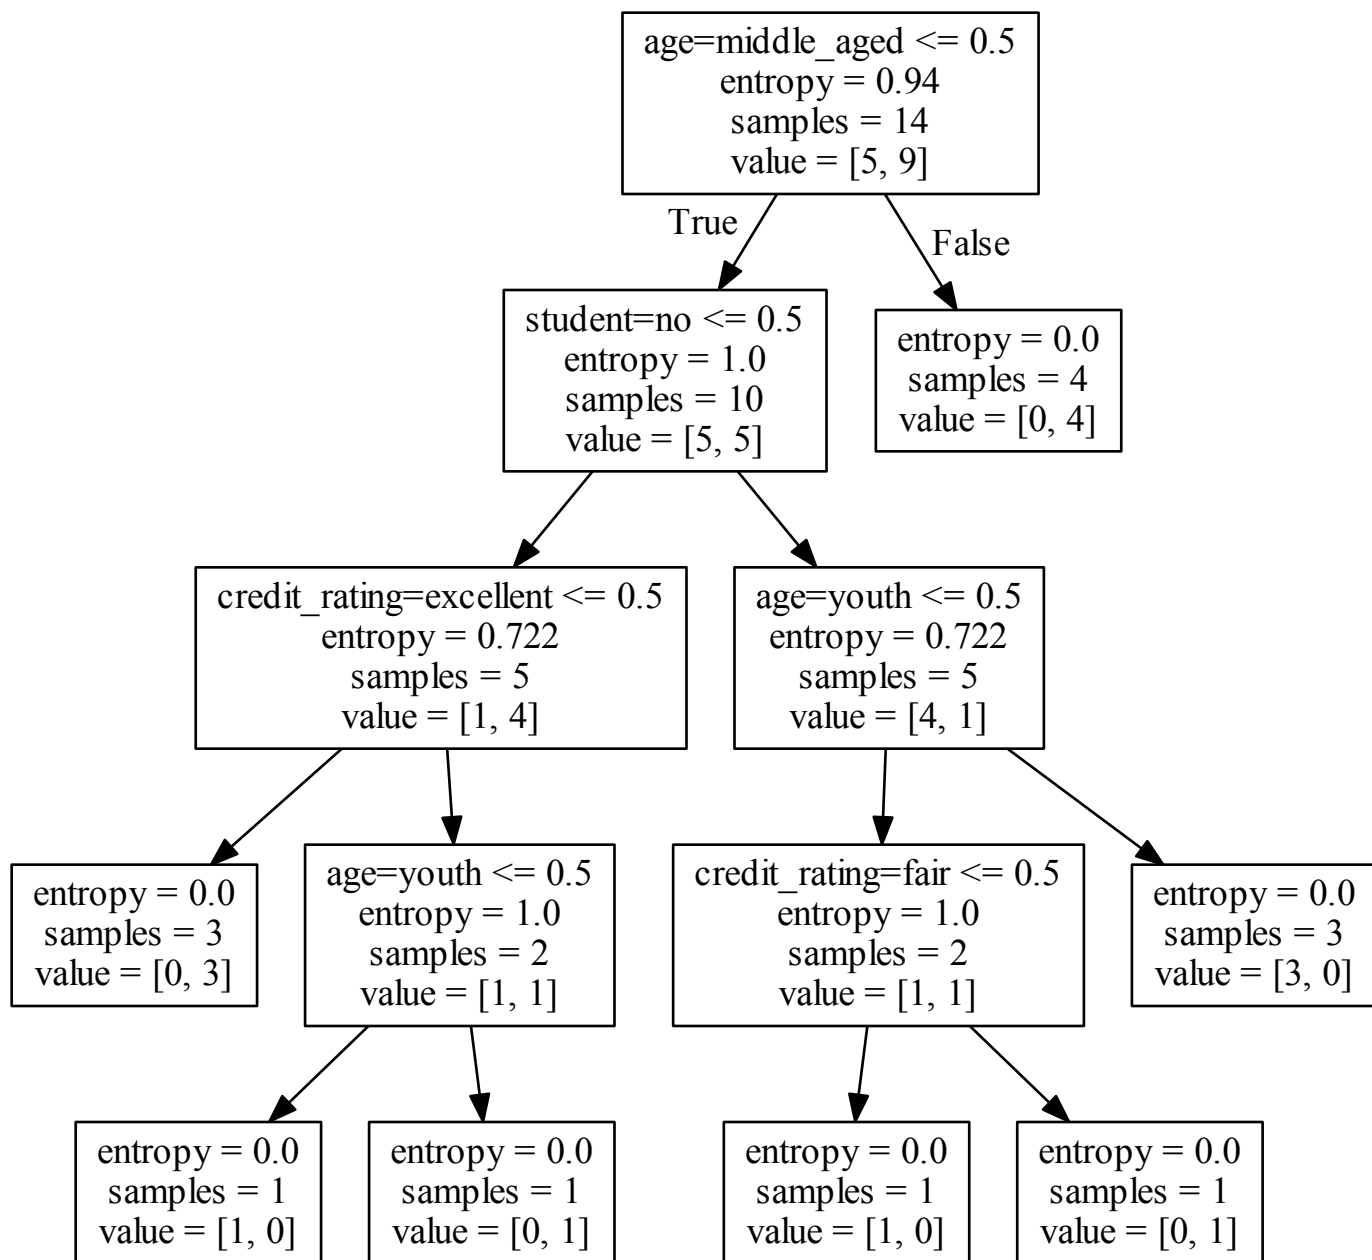 age=middle_aged <= 0.5
entropy = 0.94
samples = 14
value = [5, 9]
True
False
student=no <= 0.5
entropy = 1.0
samples = 10
value = [5, 5]
entropy = 0.0
samples = 4
value = [0, 4]
credit_rating=excellent <= 0.5
entropy = 0.722
samples = 5
value = [1, 4]
age=youth <= 0.5
entropy = 0.722
samples = 5
value = [4, 1]
entropy = 0.0
samples = 3
value = [0, 3]
age=youth <= 0.5
entropy = 1.0
samples = 2
value = [1, 1]
credit_rating=fair <= 0.5
entropy = 1.0
samples = 2
value = [1, 1]
entropy = 0.0
samples = 3
value = [3, 0]
entropy = 0.0
samples = 1
value = [1, 0]
entropy = 0.0
samples = 1
value = [0, 1]
entropy = 0.0
samples = 1
value = [1, 0]
entropy = 0.0
samples = 1
value = [0, 1]